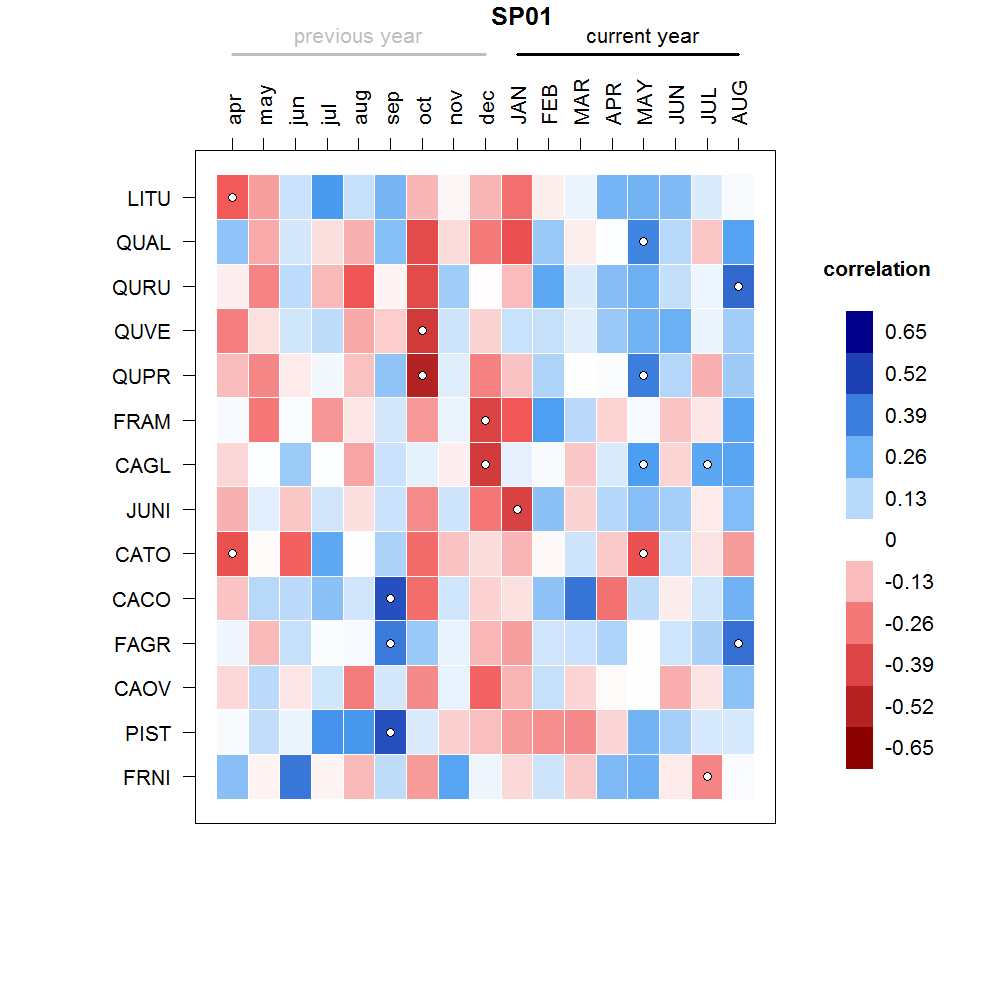 SP01
previous year
current year
apr
may
jun
jul
aug
sep
oct
nov
dec
JAN
FEB
MAR
APR
MAY
JUN
JUL
AUG
LITU
QUAL
QURU
QUVE
QUPR
FRAM
CAGL
JUNI
CATO
CACO
FAGR
CAOV
PIST
FRNI
correlation
0.65
0.52
0.39
0.26
0.13
0
-0.13
-0.26
-0.39
-0.52
-0.65